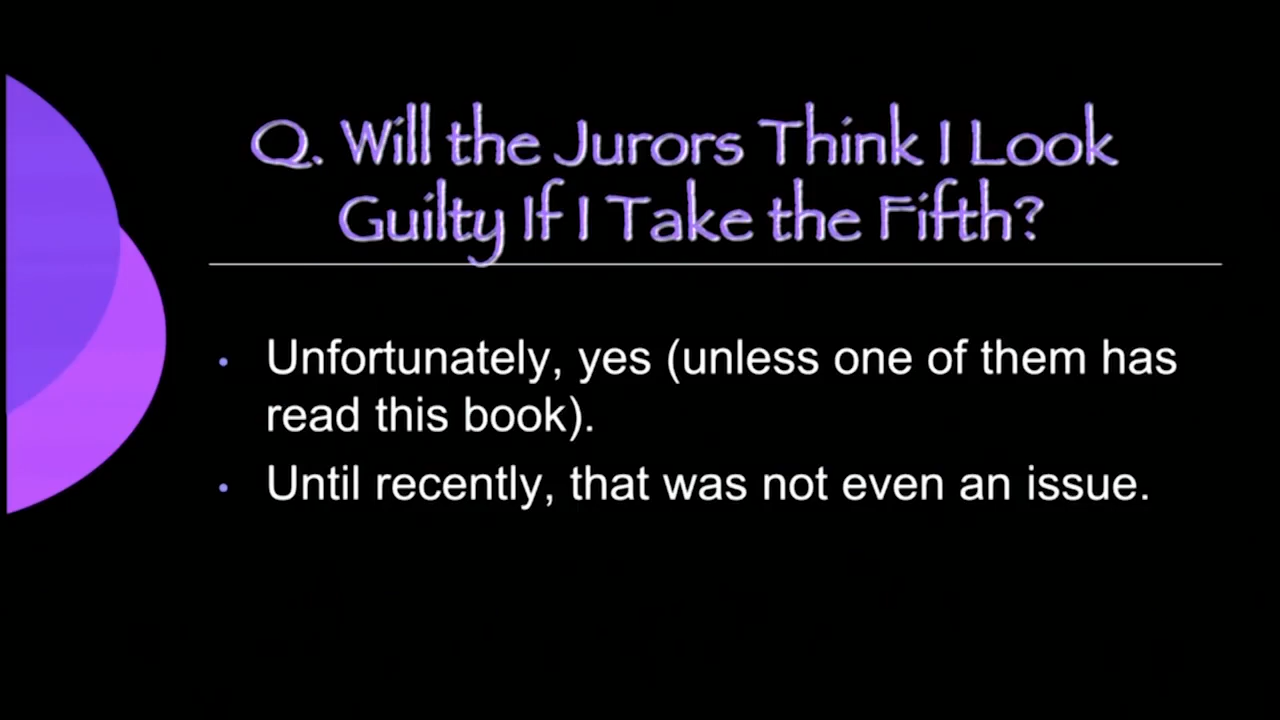 Q. Will the Jurors Think I Look
Guilty If I Take the Fifth?
• Unfortunately, yes (unless one of them has
read this book).
• Until recently, that was not even an issue.